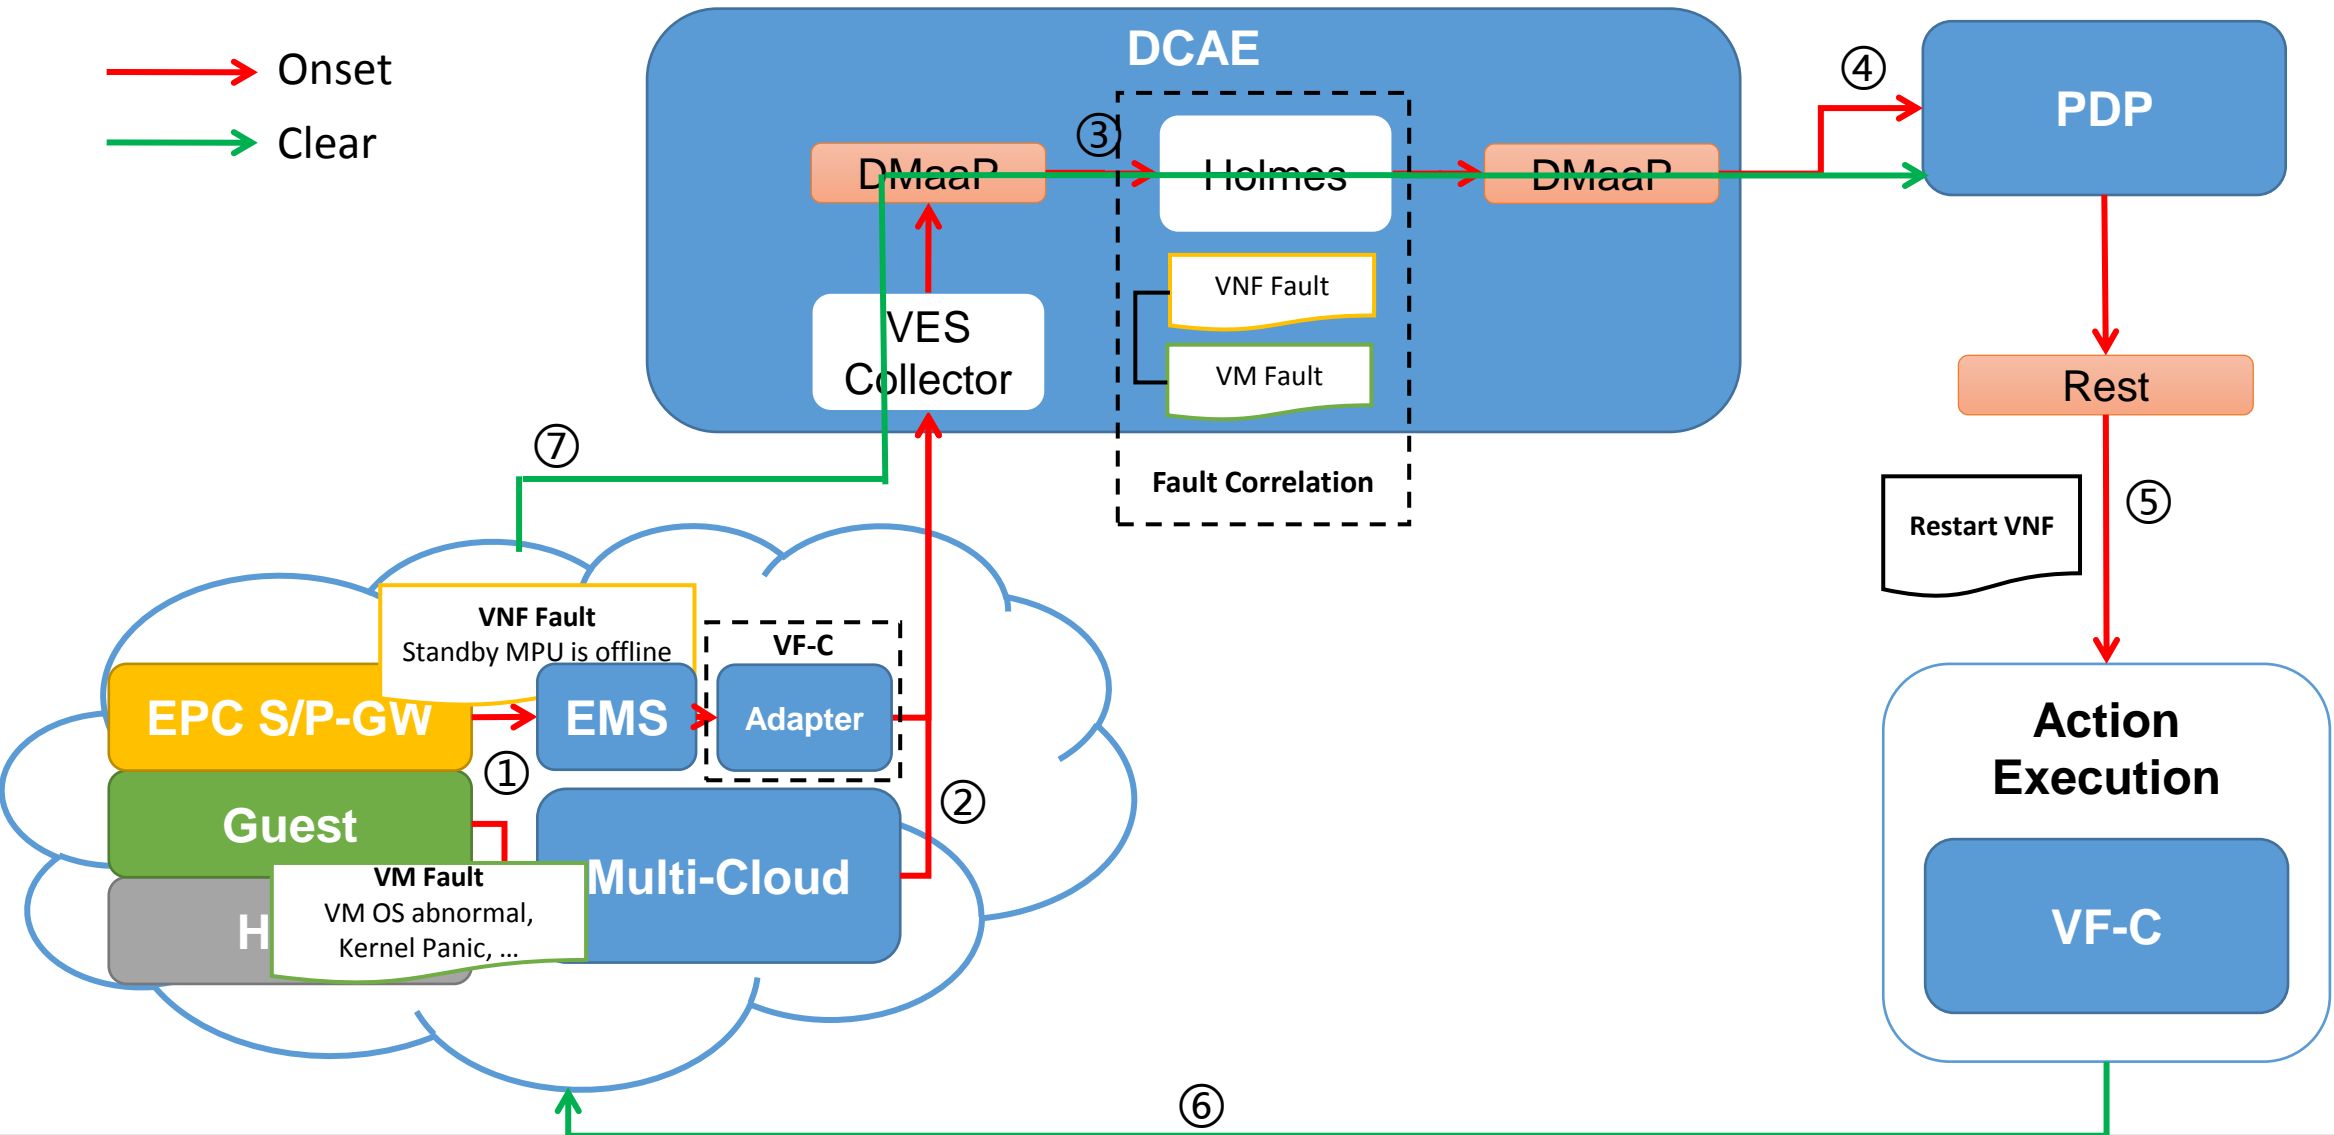 Onset
Clear
DCAE
④
PDP
③
DMaaP
Holmes
DMaaP
VNF Fault
VES
Collector
VM Fault
Rest
⑦
Fault Correlation
⑤
Restart VNF
VNF Fault
Standby MPU is offline
VF-C
EPC S/P-GW
EMS
Adapter
Action
Execution
①
②
Guest
Multi-Cloud
VM Fault
VM OS abnormal,
Kernel Panic, ...
H
VF-C
⑥